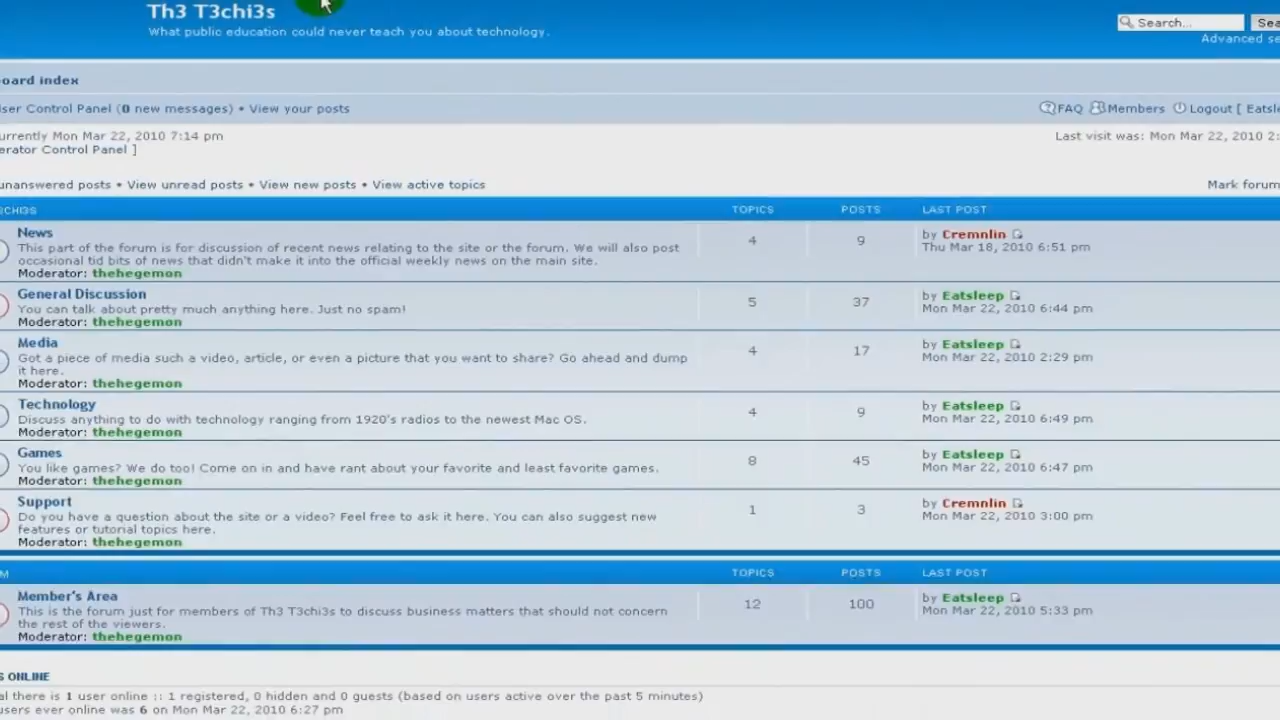 Th3 T3chi3s
What public education could never teach you about technology.
Search...
Advanced
oard index
ser Control Panel (0 new messages) • View your posts
FAQ Members Logout [
urrently Mon Mar 22, 2010 7:14 pm
Last visit was: Mon Mar 22, 2010 2:
erator Control Panel ]
unanswered posts • View unread posts • View new posts • View active topics
Mark forum
CHI3S TOPICS POSTS LAST POST
News
This part of the forum is for discussion of recent news relating to the site or the forum. We will also post
occasional tid bits of news that didn't make it into the official weekly news on the main site.
Moderator: thehegemon
4 9
by Cremnlin
Thu Mar 18, 2010 6:51 pm
General Discussion
You can talk about pretty much anything here. Just no spam!
Moderator: thehegemon
5 37
by Eatsleep
Mon Mar 22, 2010 6:44 pm
Media
Got a piece of media such a video, article, or even a picture that you want to share? Go ahead and dump
it here.
Moderator: thehegemon
4 17
by Eatsleep
Mon Mar 22, 2010 2:29 pm
Technology
Discuss anything to do with technology ranging from 1920's radios to the newest Mac OS.
Moderator: thehegemon
4 9
by Eatsleep
Mon Mar 22, 2010 6:49 pm
Games
You like games? We do too! Come on in and have rant about your favorite and least favorite games.
Moderator: thehegemon
8 45
by Eatsleep
Mon Mar 22, 2010 6:47 pm
Support
Do you have a question about the site or a video? Feel free to ask it here. You can also suggest new
features or tutorial topics here.
Moderator: thehegemon
1 3
by Cremnlin
Mon Mar 22, 2010 3:00 pm
M TOPICS POSTS LAST POST
Member's Area
This is the forum just for members of Th3 T3chi3s to discuss business matters that should not concern
the rest of the viewers.
Moderator: thehegemon
12 100
by Eatsleep
Mon Mar 22, 2010 5:33 pm
S ONLINE
al there is 1 user online :: 1 registered, 0 hidden and 0 guests (based on users active over the past 5 minutes)
users ever online was 6 on Mon Mar 22, 2010 6:27 pm